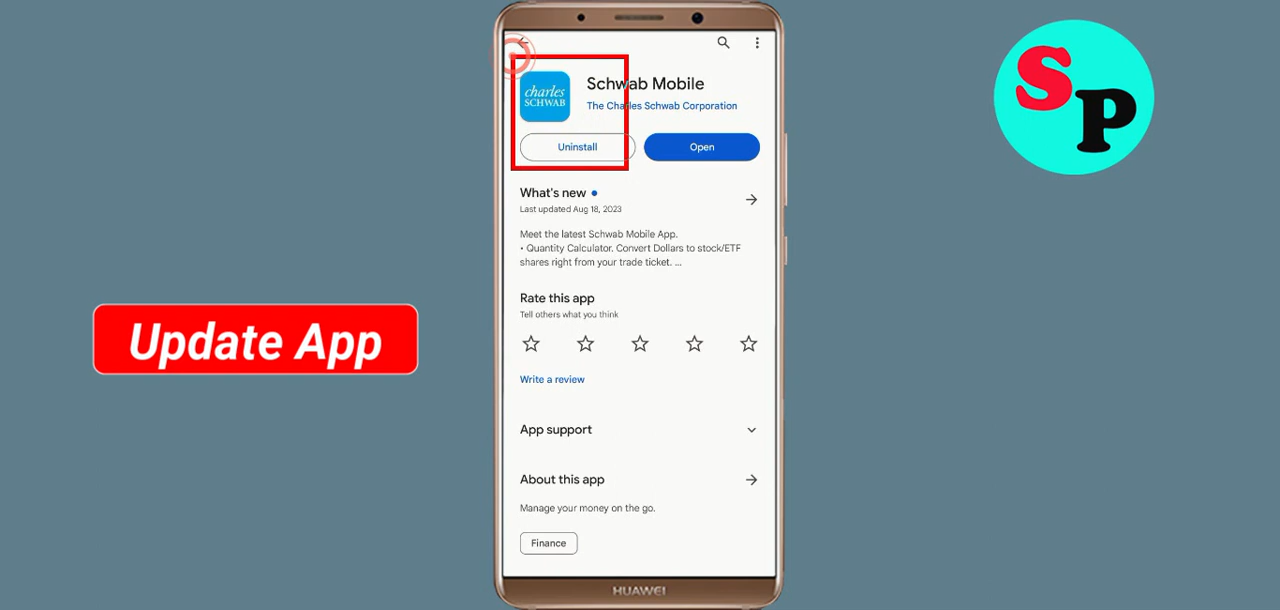 Schwab Mobile
The Charles Schwab Corporation
charles
SCHWAB
Uninstall
Open
What's new
Last updated Aug 18, 2023
Meet the latest Schwab Mobile App.
• Quantity Calculator. Convert Dollars to stock/ETF
shares right from your trade ticket. ...
Rate this app
Tell others what you think
Write a review
App support
About this app
Manage your money on the go.
Finance
HUAWEI
Update App
SP